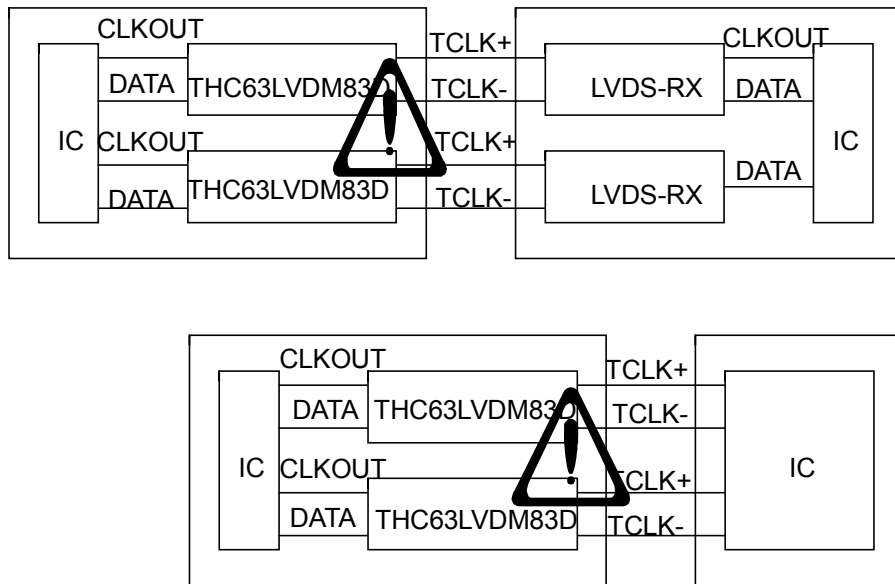 CLKOUT
TCLK+
CLKOUT
DATA
THC63LVDM83D
TCLK-
LVDS-RX
DATA
IC
CLKOUT
TCLK+
DATA
IC
DATA
THC63LVDM83D
TCLK-
LVDS-RX
CLKOUT
TCLK+
DATA
THC63LVDM83D
TCLK-
IC
CLKOUT
TCLK+
IC
DATA
THC63LVDM83D
TCLK-